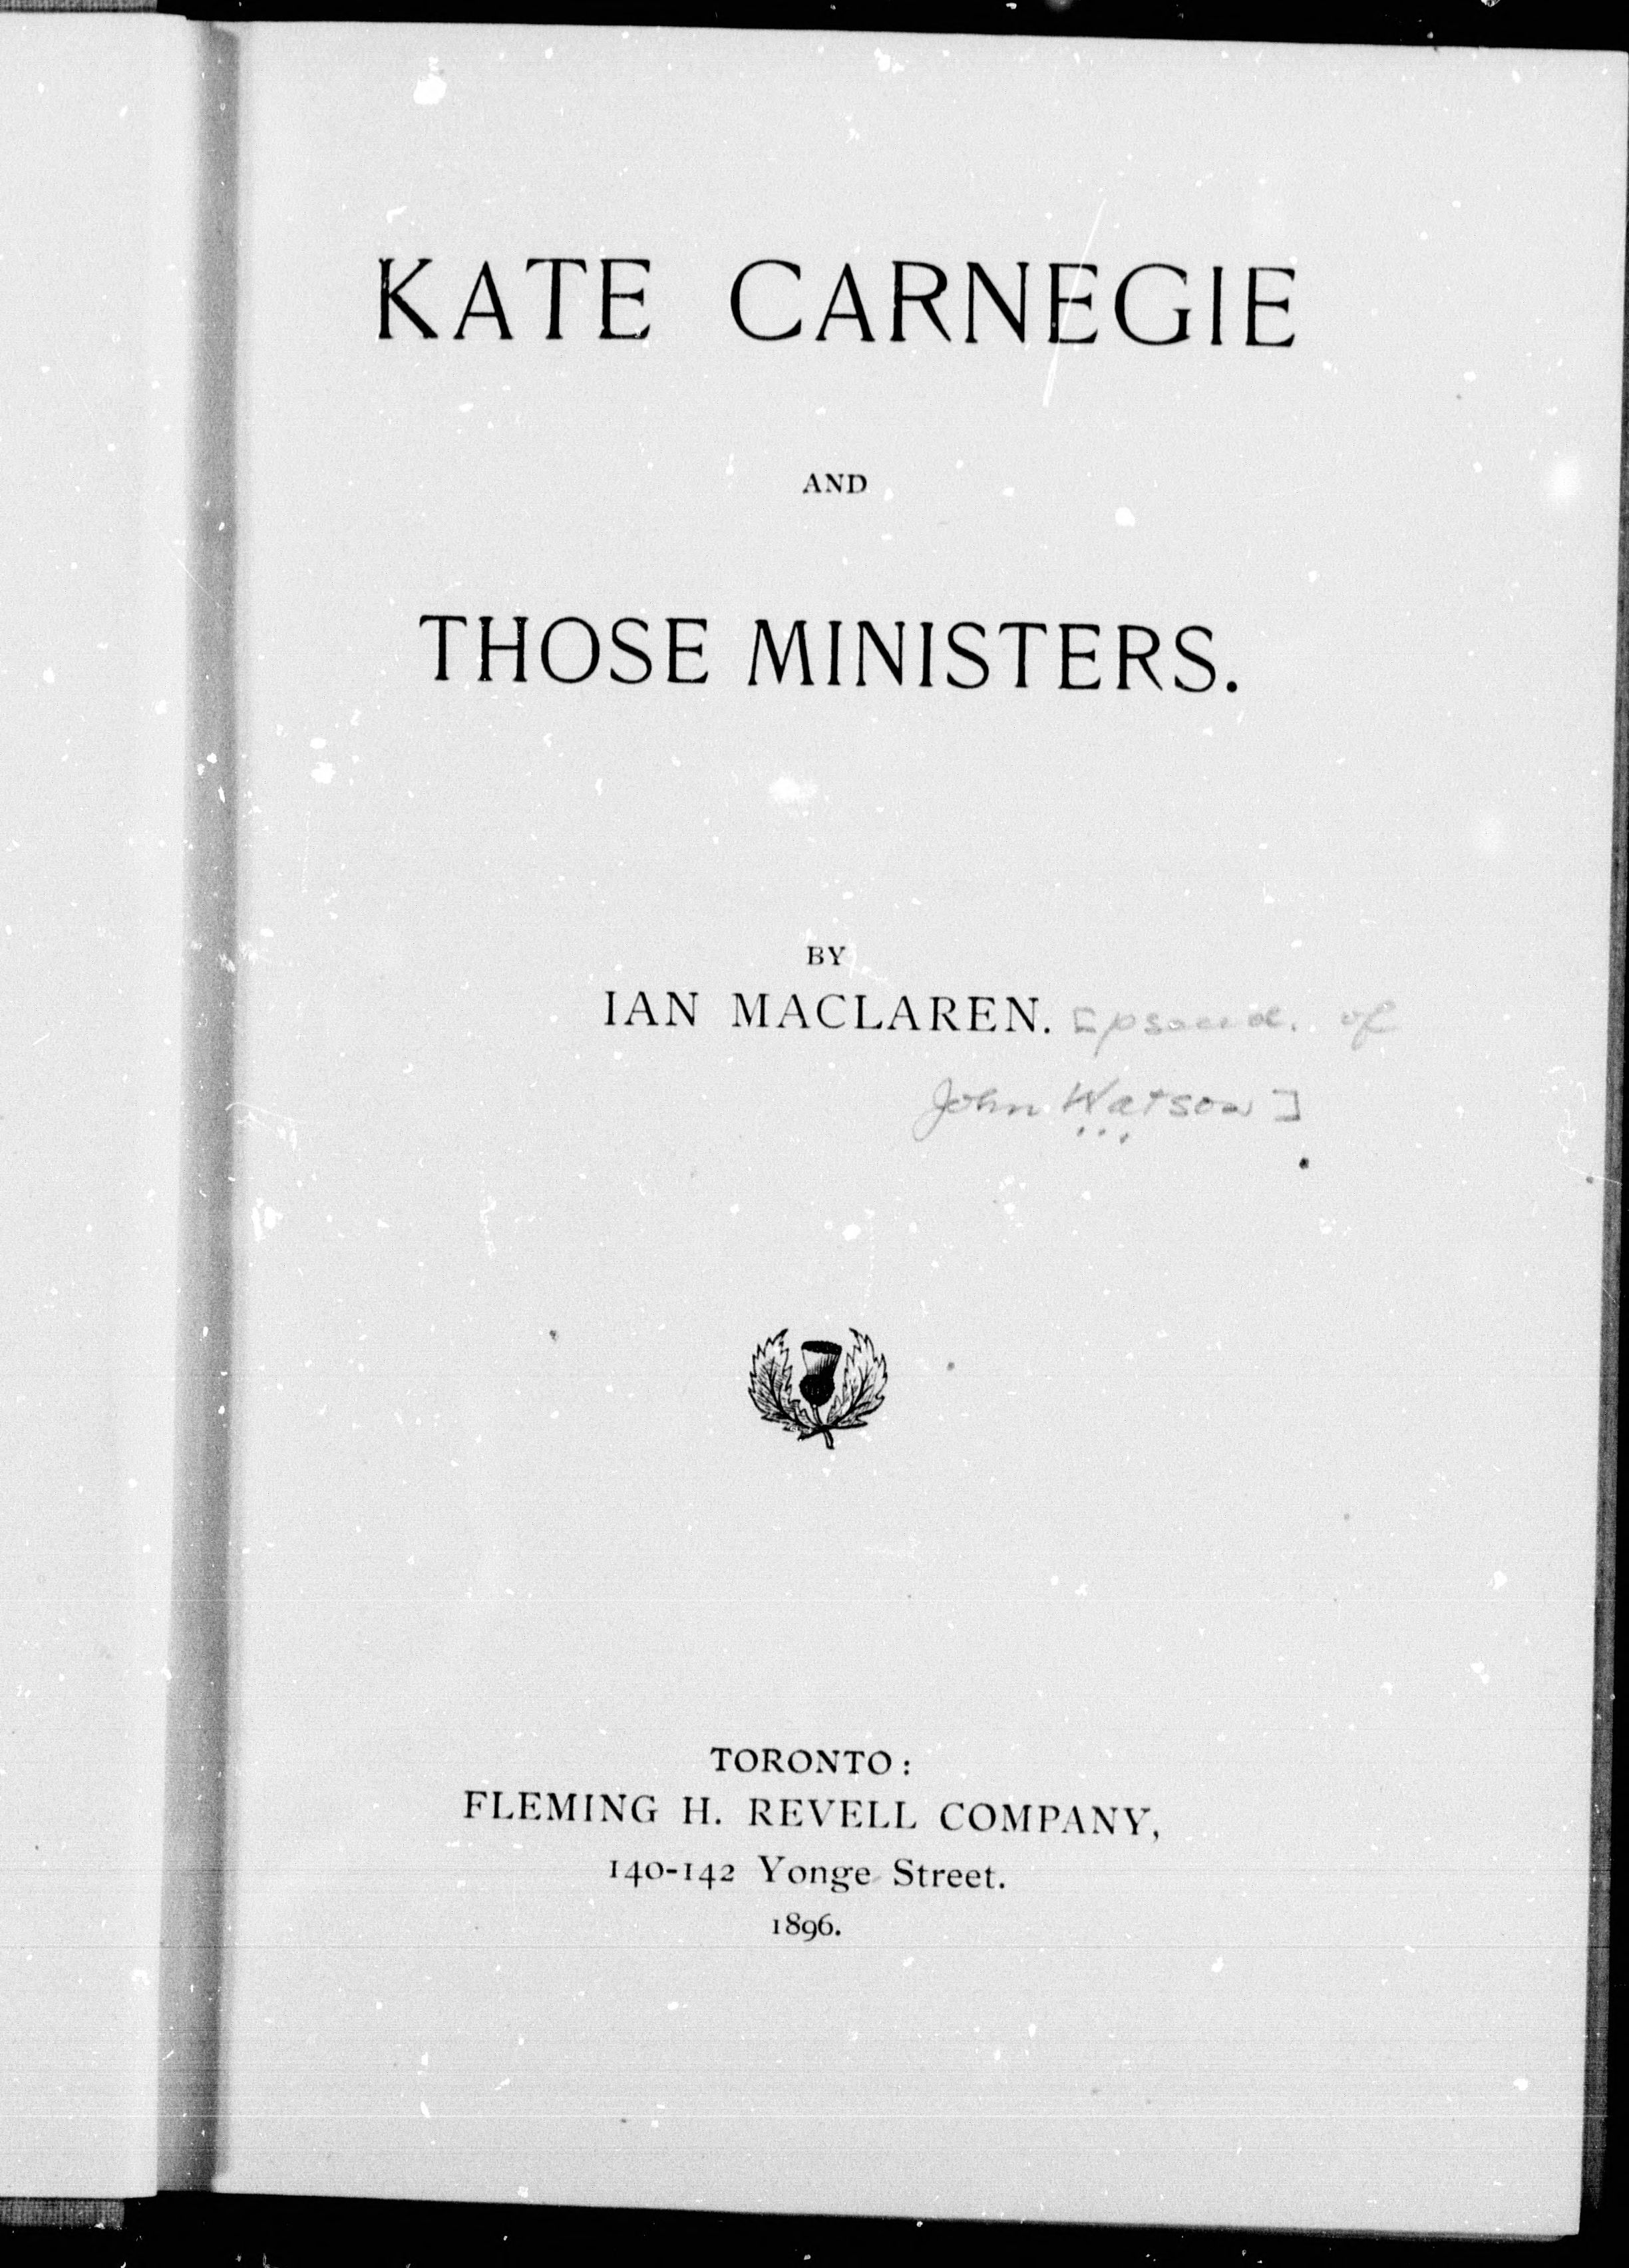 KATE CARNEGIE
AND
THOSE MINISTERS.
BY
IAN MACLAREN. [pseud. of
John Watson]
TORONTO:
FLEMING H. REVELL COMPANY,
140-142 Yonge Street.
1896.